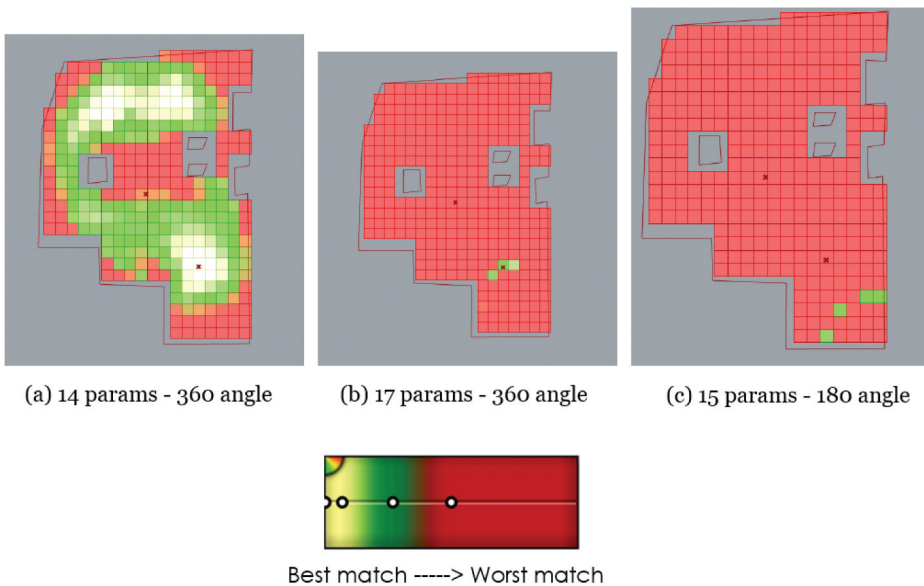 (a) 14 params - 360 angle
(b) 17 params - 360 angle
(c) 15 params - 180 angle
Best match -----> Worst match